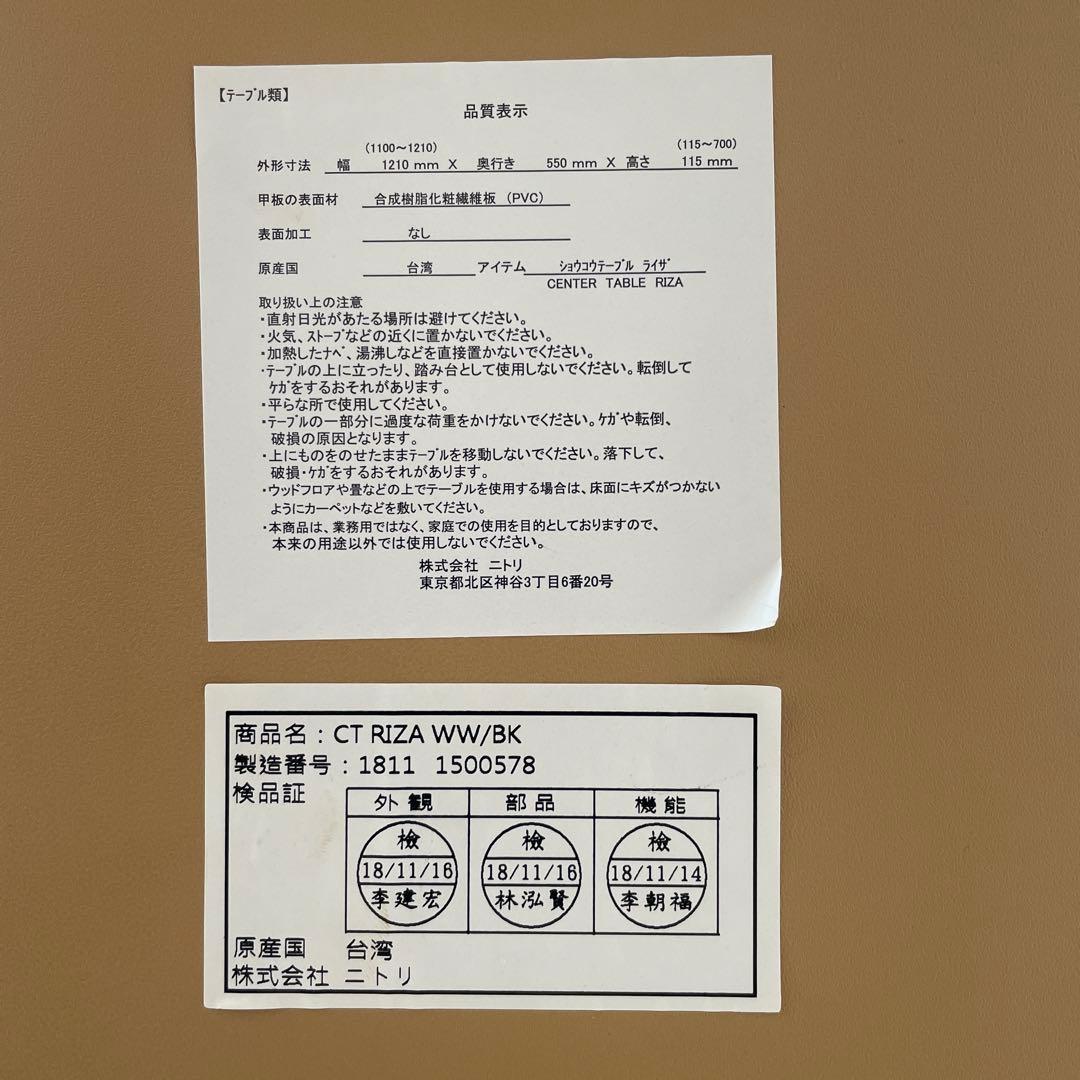 【ﾃｰﾌﾞﾙ類】
品質表示
(1100～1210) (115～700)
外形寸法 幅 1210 mm X 奥行き 550 mm X 高さ 115 mm
甲板の表面材 合成樹脂化粧繊維板 (PVC)
表面加工 なし
原産国 台湾 アイテム ｼｮｳｺｳﾃｰﾌﾞﾙ ﾗｲｻﾞ
CENTER TABLE RIZA
取り扱い上の注意
・直射日光があたる場所は避けてください。
・火気、ｽﾄｰﾌﾞなどの近くに置かないでください。
・加熱したﾅﾍﾞ、湯沸しなどを直接置かないでください。
・ﾃｰﾌﾞﾙの上に立ったり、踏み台として使用しないでください。転倒して
ｹｶﾞをするおそれがあります。
・平らな所で使用してください。
・ﾃｰﾌﾞﾙの一部分に過度な荷重をかけないでください。ｹｶﾞや転倒、
破損の原因となります。
・上にものをのせたままﾃｰﾌﾞﾙを移動しないでください。落下して、
破損・ｹｶﾞをするおそれがあります。
・ウッドフロアや畳などの上でテーブルを使用する場合は、床面にキズがつかない
ようにカーペットなどを敷いてください。
・本商品は、業務用ではなく、家庭での使用を目的としておりますので、
本来の用途以外では使用しないでください。
株式会社 ニトリ
東京都北区神谷3丁目6番20号
商品名：CT RIZA WW/BK
製造番号：1811 1500578
検品証
外観 部品 機能
檢 檢 檢
18/11/16 18/11/16 18/11/14
李建宏 林泓賢 李朝福
原産国 台湾
株式会社 ニトリ